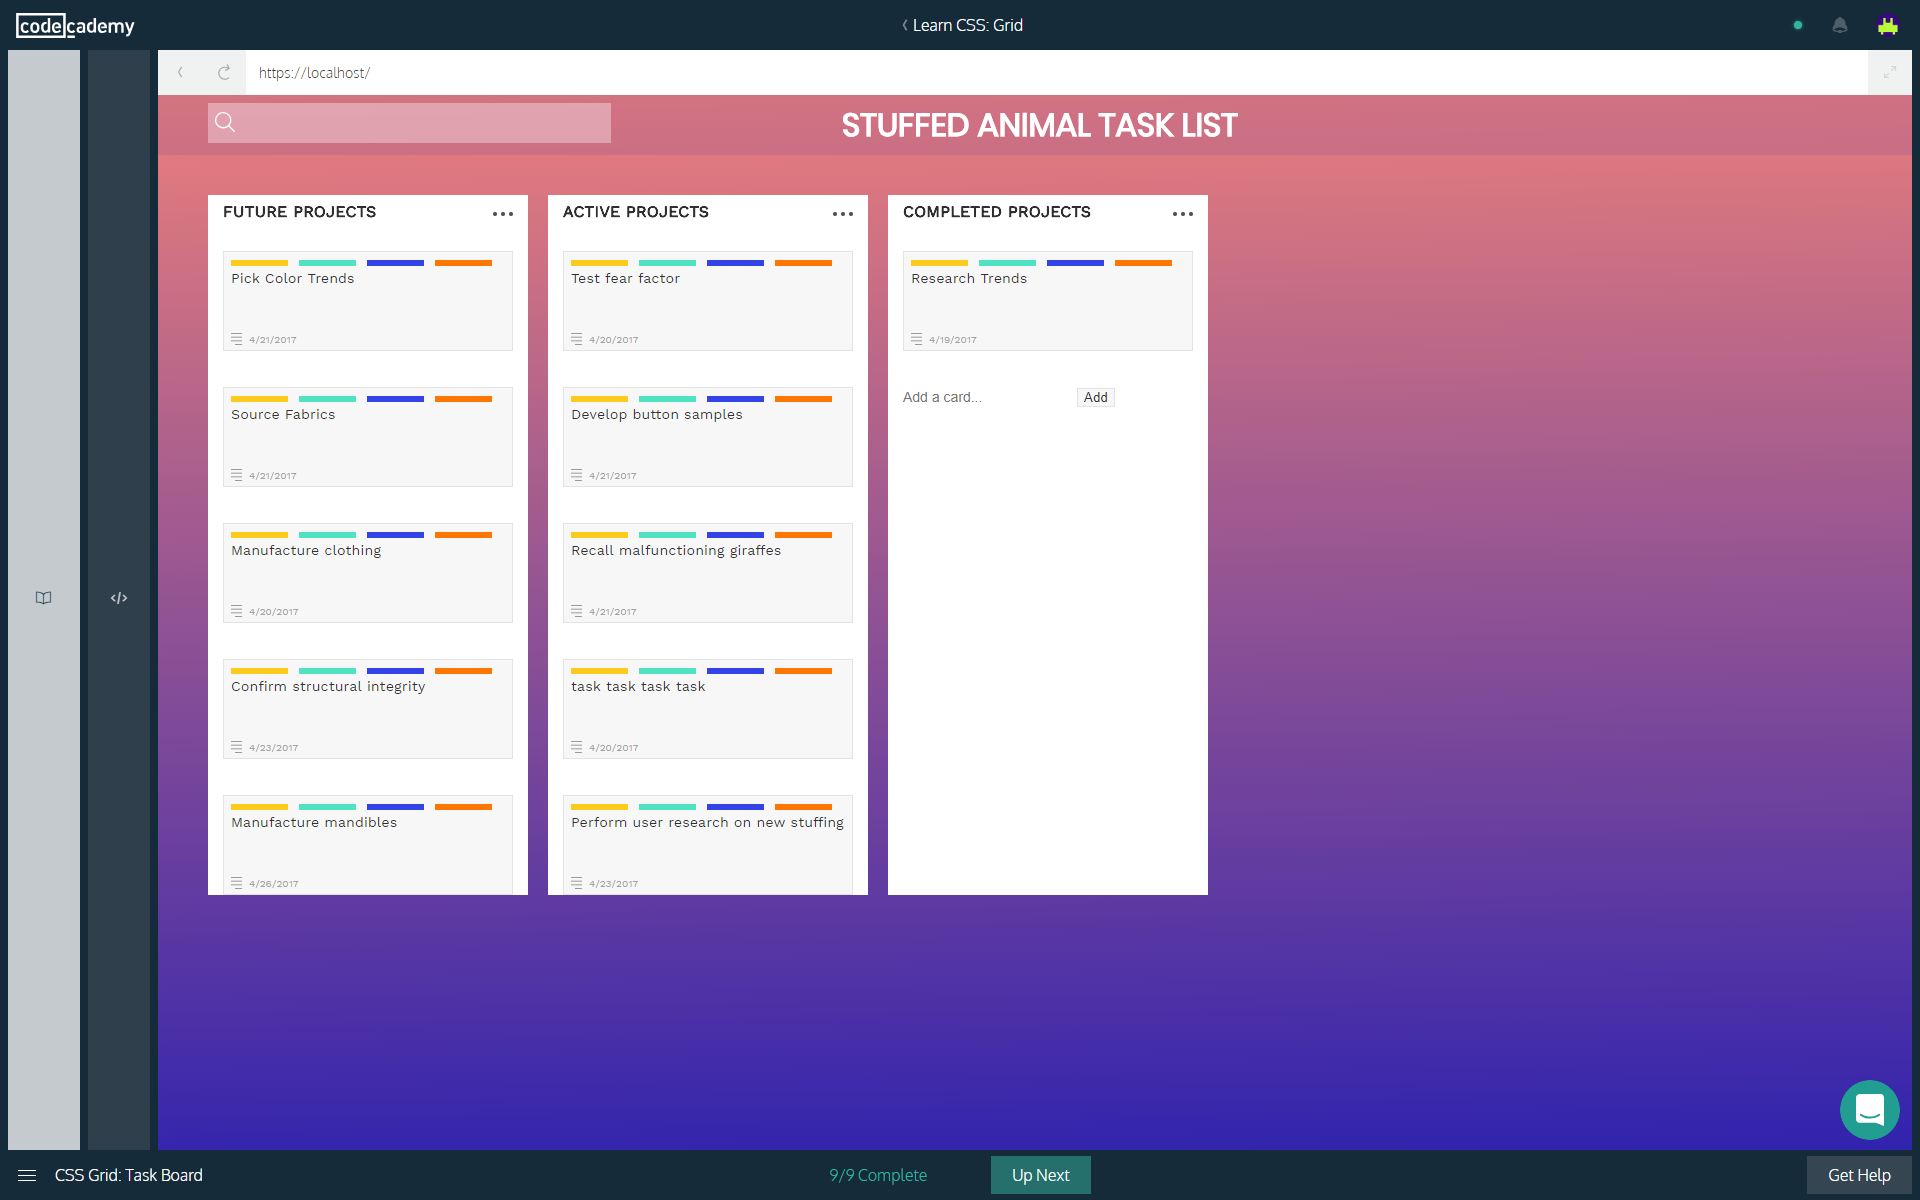 codecademy
Learn CSS: Grid
https://localhost/
STUFFED ANIMAL TASK LIST
FUTURE PROJECTS
Pick Color Trends
4/21/2017
Source Fabrics
4/21/2017
Manufacture clothing
4/20/2017
Confirm structural integrity
4/23/2017
Manufacture mandibles
4/26/2017
ACTIVE PROJECTS
Test fear factor
4/20/2017
Develop button samples
4/21/2017
Recall malfunctioning giraffes
4/21/2017
task task task task
4/20/2017
Perform user research on new stuffing
4/23/2017
COMPLETED PROJECTS
Research Trends
4/19/2017
Add a card... Add
CSS Grid: Task Board
9/9 Complete
Up Next
Get Help